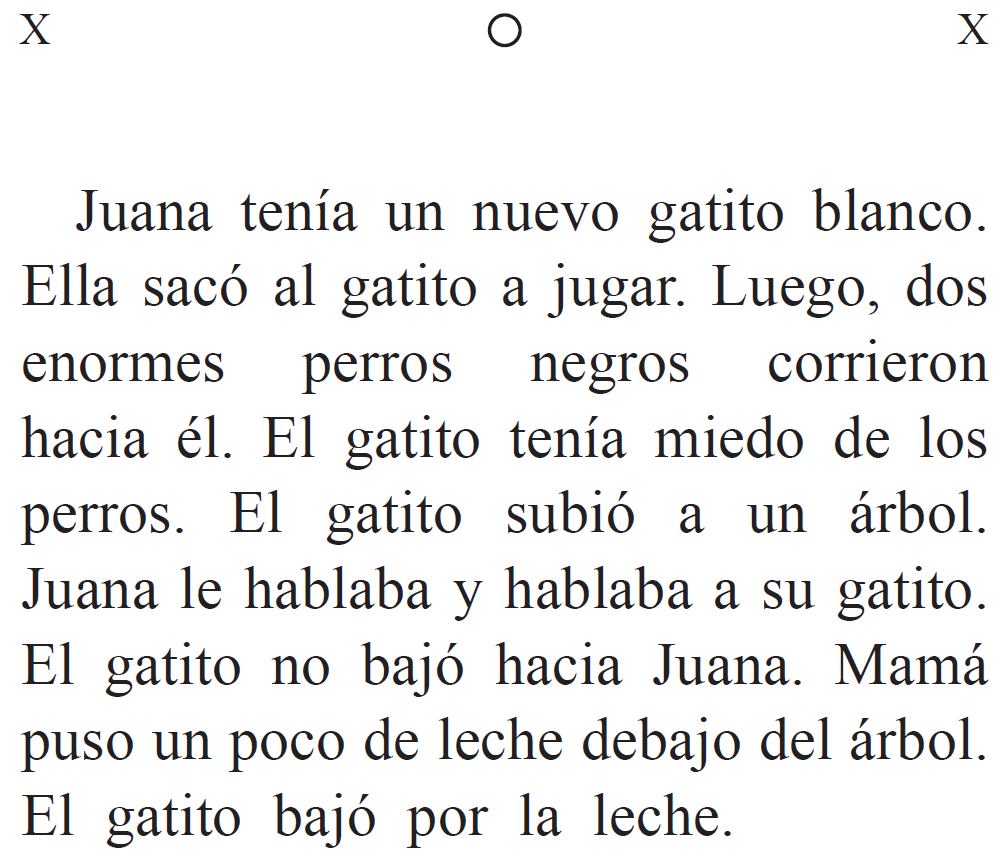 X O X
Juana tenía un nuevo gatito blanco.
Ella sacó al gatito a jugar. Luego, dos
enormes perros negros corrieron
hacia él. El gatito tenía miedo de los
perros. El gatito subió a un árbol.
Juana le hablaba y hablaba a su gatito.
El gatito no bajó hacia Juana. Mamá
puso un poco de leche debajo del árbol.
El gatito bajó por la leche.